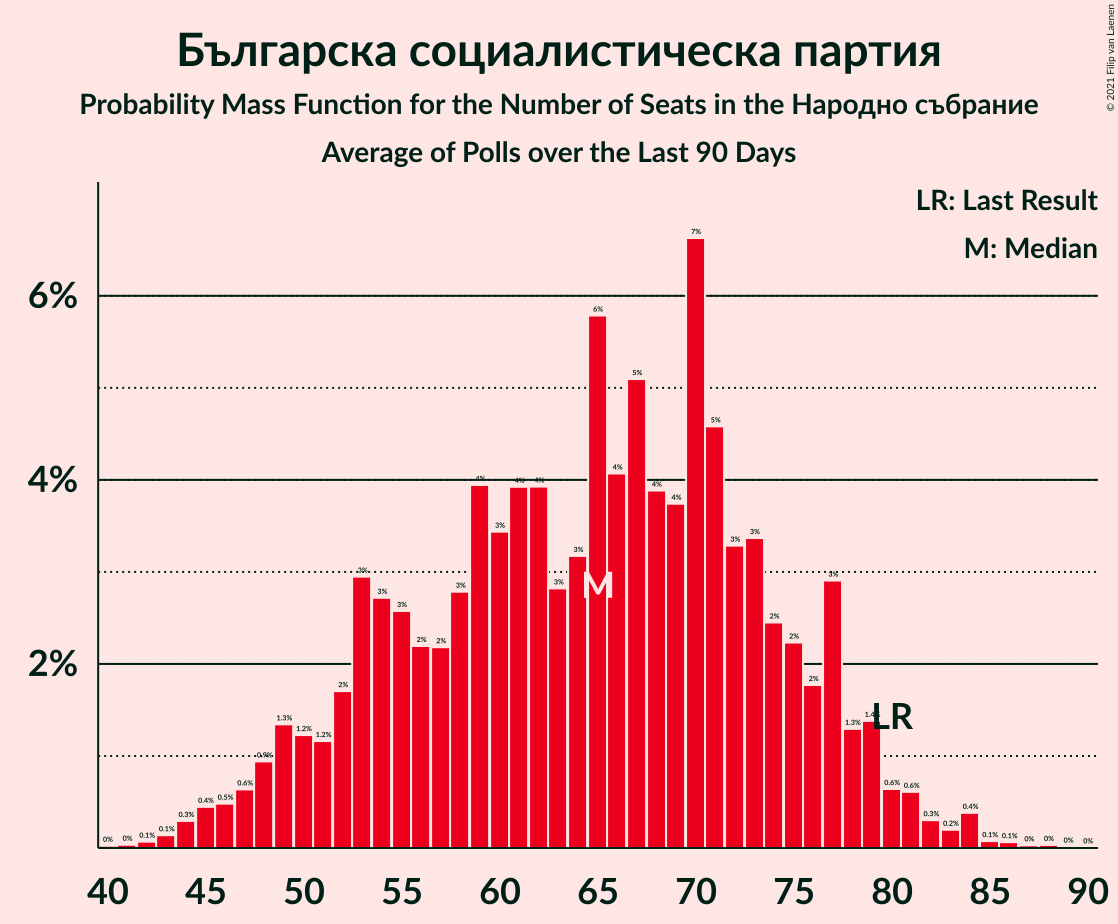 Българска социалистическа партия
Probability Mass Function for the Number of Seats in the Народно събрание
Average of Polls over the Last 90 Days
© 2021 Filip van Laenen
LR: Last Result
M: Median
7%
6%
6%
5%
5%
4%
4% 4% 4% 4% 4% 4%
4%
3% 3% 3%
3%
3% 3% 3% 3% 3% 3% 3%
M
2% 2% 2% 2%
2%
2% 2%
1.3% 1.2% 1.2% 1.3% 1.4%
LR
0.9%
0% 0% 0.1% 0.1% 0.3% 0.4% 0.5% 0.6% 0.6% 0.6% 0.3% 0.2% 0.4% 0.1% 0.1% 0% 0% 0% 0%
40 45 50 55 60 65 70 75 80 85 90